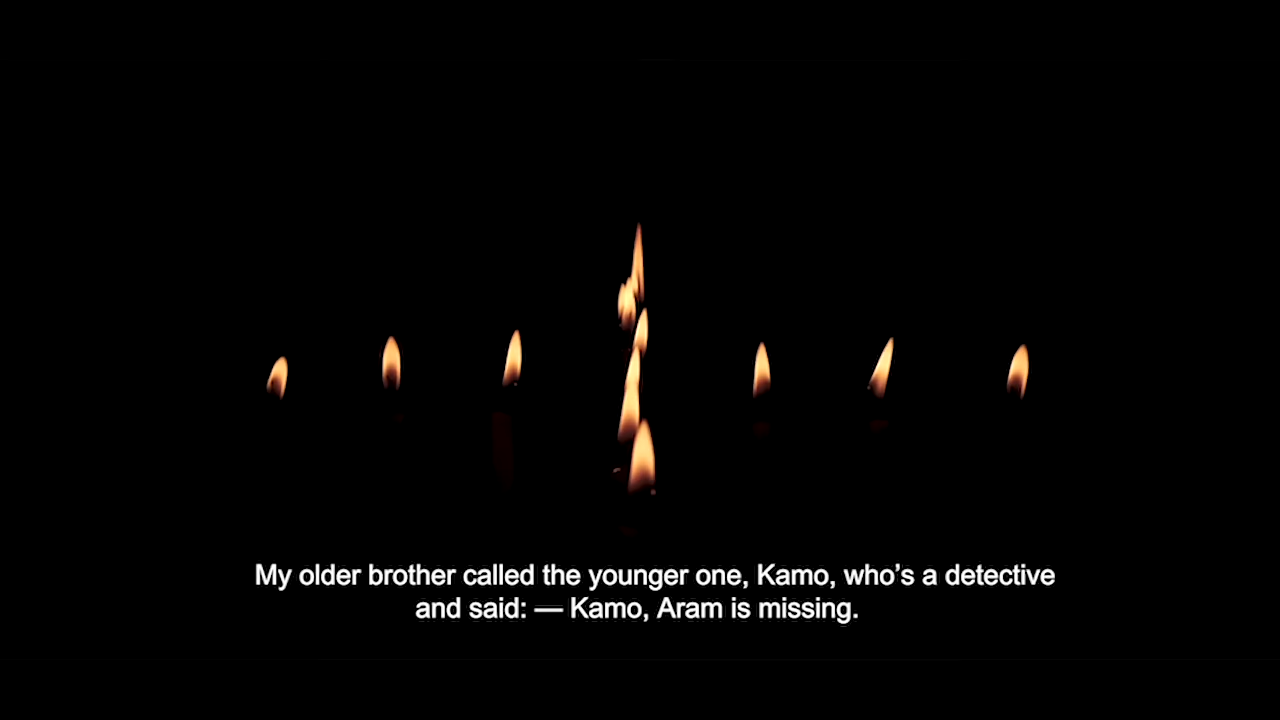 My older brother called the younger one, Kamo, who’s a detective
and said: — Kamo, Aram is missing.